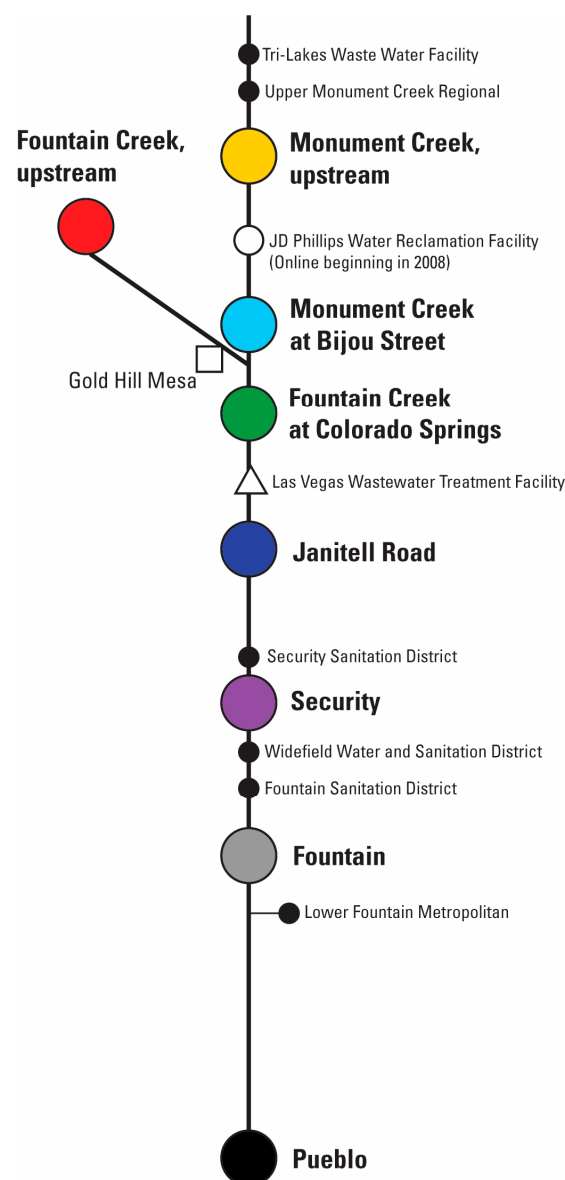 Tri-Lakes Waste Water Facility
Upper Monument Creek Regional
Fountain Creek,
upstream
Monument Creek,
upstream
JD Phillips Water Reclamation Facility
(Online beginning in 2008)
Monument Creek
at Bijou Street
Gold Hill Mesa
Fountain Creek
at Colorado Springs
Las Vegas Wastewater Treatment Facility
Janitell Road
Security Sanitation District
Security
Widefield Water and Sanitation District
Fountain Sanitation District
Fountain
Lower Fountain Metropolitan
Pueblo